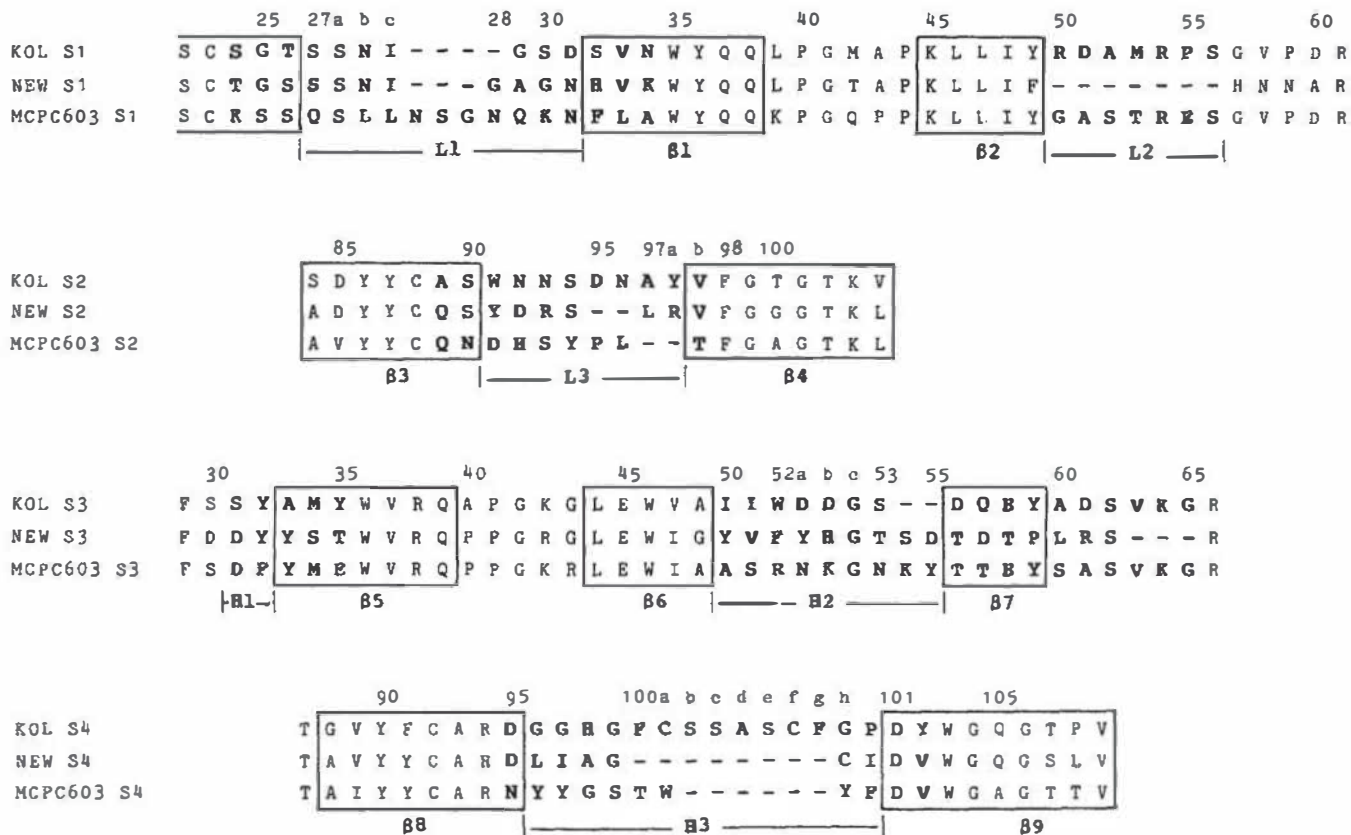 25 27a b c 28 30 35 40 45 50 55 60
KOL S1 S C S G T S S N I - - - - G S D S V N W Y Q Q L P G M A P K L L I Y R D A M R P S G V P D R
NEW S1 S C T G S S S N I - - - G A G N H V K W Y Q Q L P G T A P K L L I F - - - - - - - H N N A R
MCPC603 S1 S C R S S Q S L L N S G N Q K N F L A W Y Q Q K P G Q P P K L L I Y G A S T R E S G V P D R
L1 β1 β2 L2
85 90 95 97a b 98 100
KOL S2 S D Y Y C A S W N N S D N A Y V F G T G T K V
NEW S2 A D Y Y C Q S Y D R S - - L R V F G G G T K L
MCPC603 S2 A V Y Y C Q N D H S Y P L - - T F G A G T K L
β3 L3 β4
30 35 40 45 50 52a b c 53 55 60 65
KOL S3 F S S Y A M Y W V R Q A P G K G L E W V A I I W D D G S - - D Q B Y A D S V K G R
NEW S3 F D D Y Y S T W V R Q P P G R G L E W I G Y V F Y H G T S D T D T P L R S - - - R
MCPC603 S3 F S D F Y M E W V R Q P P G K R L E W I A A S R N K G N K Y T T B Y S A S V K G R
H1 β5 β6 H2 β7
90 95 100a b c d e f g h 101 105
KOL S4 T G V Y F C A R D G G H G F C S S A S C F G P D Y W G Q G T P V
NEW S4 T A V Y Y C A R D L I A G - - - - - - - - C I D V W G Q G S L V
MCPC603 S4 T A I Y Y C A R N Y Y G S T W - - - - - - Y F D V W G A G T T V
β8 H3 β9